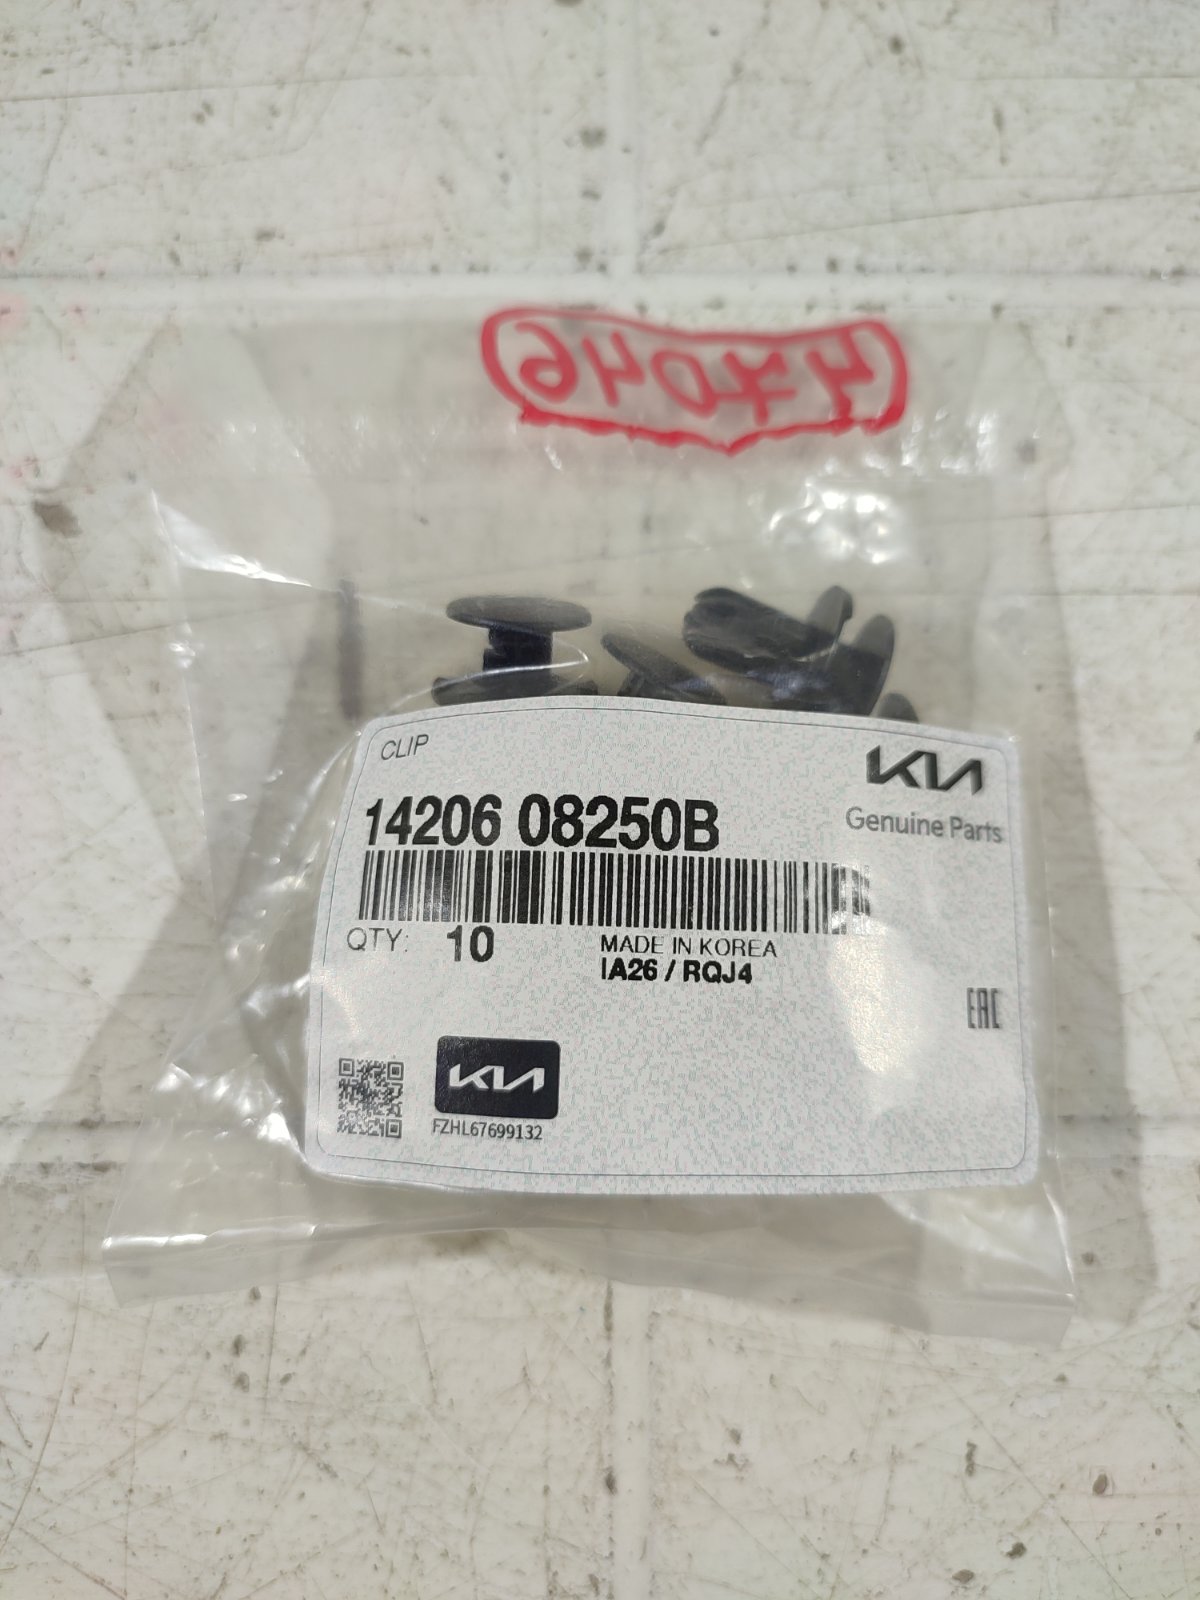 CLIP
KIA
14206 08250B
Genuine Parts
QTY: 10
MADE IN KOREA
IA26 / RQJ4
EAC
KIA
FZHL67699132